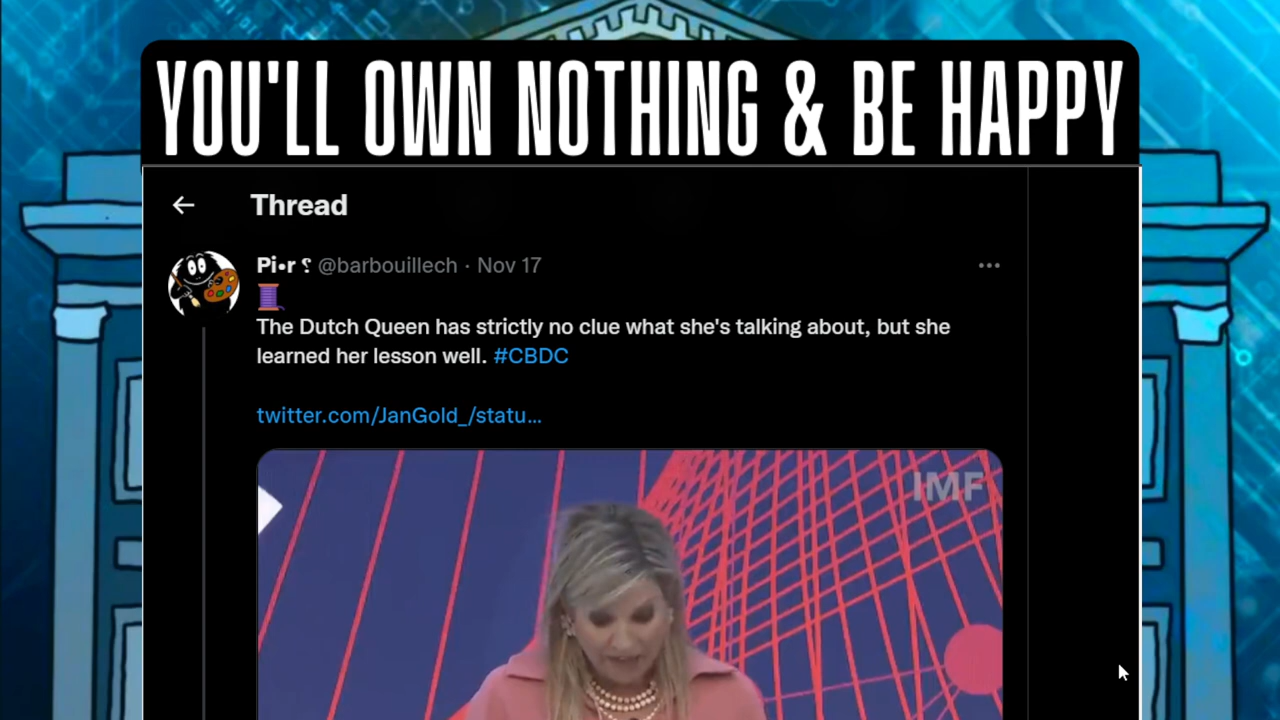 YOU'LL OWN NOTHING & BE HAPPY
Thread
Pi•r ⸮ @barbouillech · Nov 17
The Dutch Queen has strictly no clue what she's talking about, but she
learned her lesson well. #CBDC
twitter.com/JanGold_/statu...
IMF